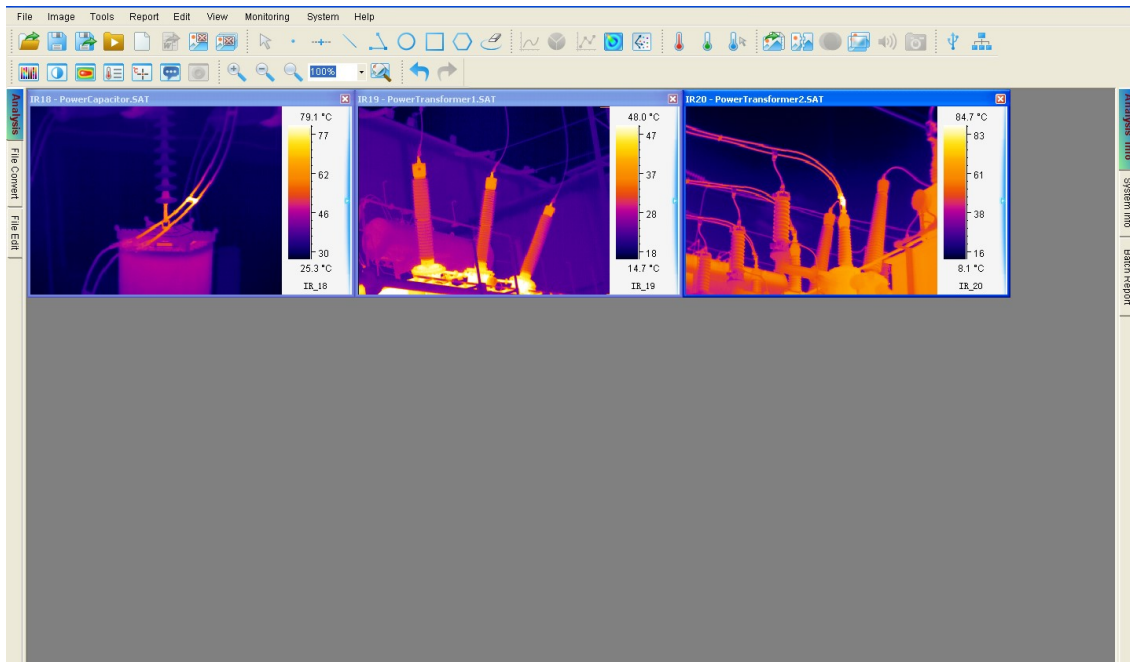 File Image Tools Report Edit View Monitoring System Help
100%
Analysis
File Convert
File Edit
IR18 - PowerCapacitor.SAT
79.1 °C
77
62
46
30
25.3 °C
IR_18
IR19 - PowerTransformer1.SAT
48.0 °C
47
37
28
18
14.7 °C
IR_19
IR20 - PowerTransformer2.SAT
84.7 °C
83
61
38
16
8.1 °C
IR_20
Analysis Info
System Info
Batch Report